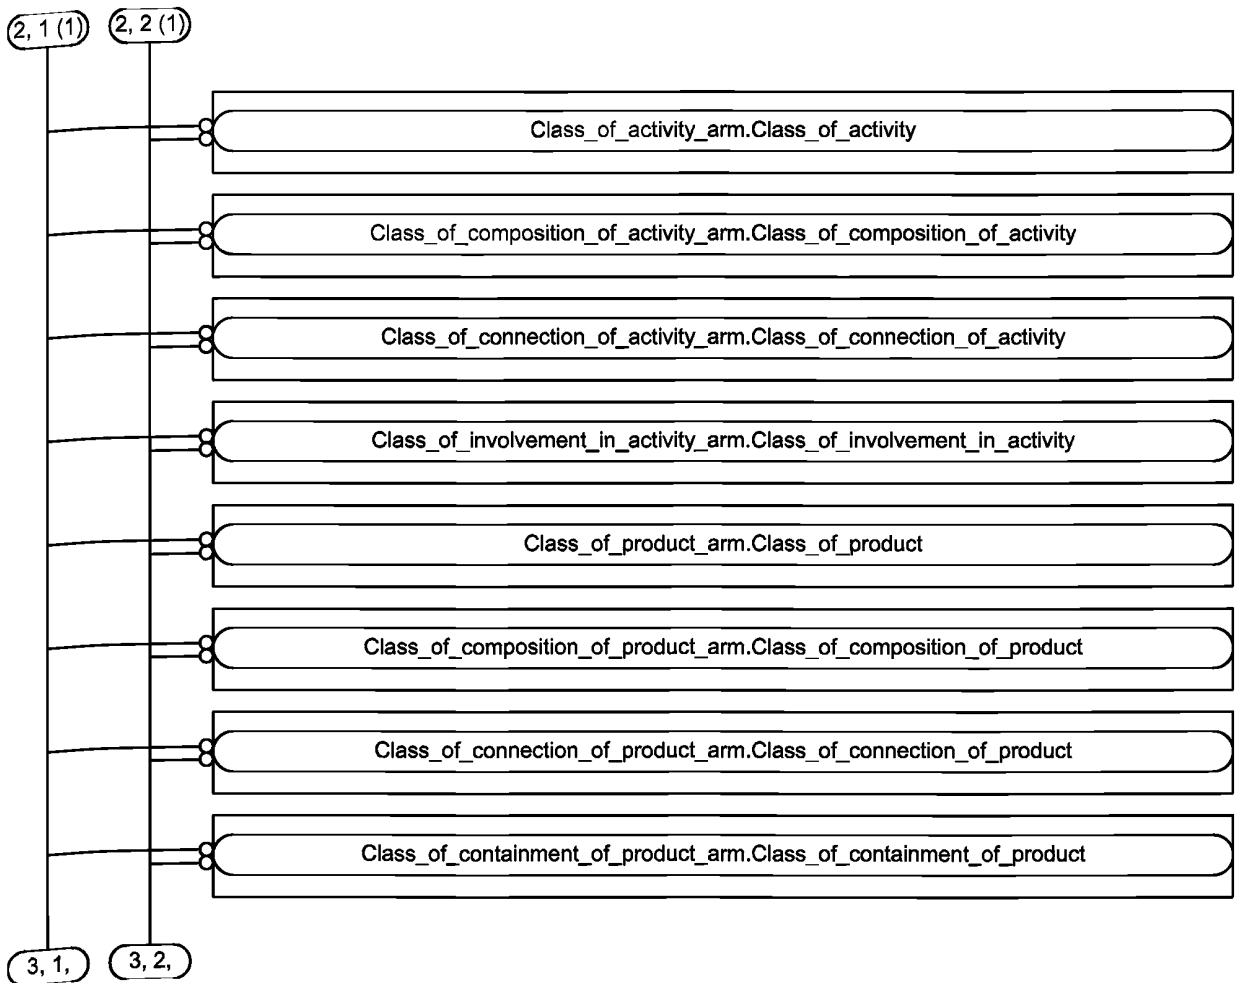 2, 1 (1) 2, 2 (1)
Class_of_activity_arm.Class_of_activity
Class_of_composition_of_activity_arm.Class_of_composition_of_activity
Class_of_connection_of_activity_arm.Class_of_connection_of_activity
Class_of_involvement_in_activity_arm.Class_of_involvement_in_activity
Class_of_product_arm.Class_of_product
Class_of_composition_of_product_arm.Class_of_composition_of_product
Class_of_connection_of_product_arm.Class_of_connection_of_product
Class_of_containment_of_product_arm.Class_of_containment_of_product
3, 1, 3, 2,